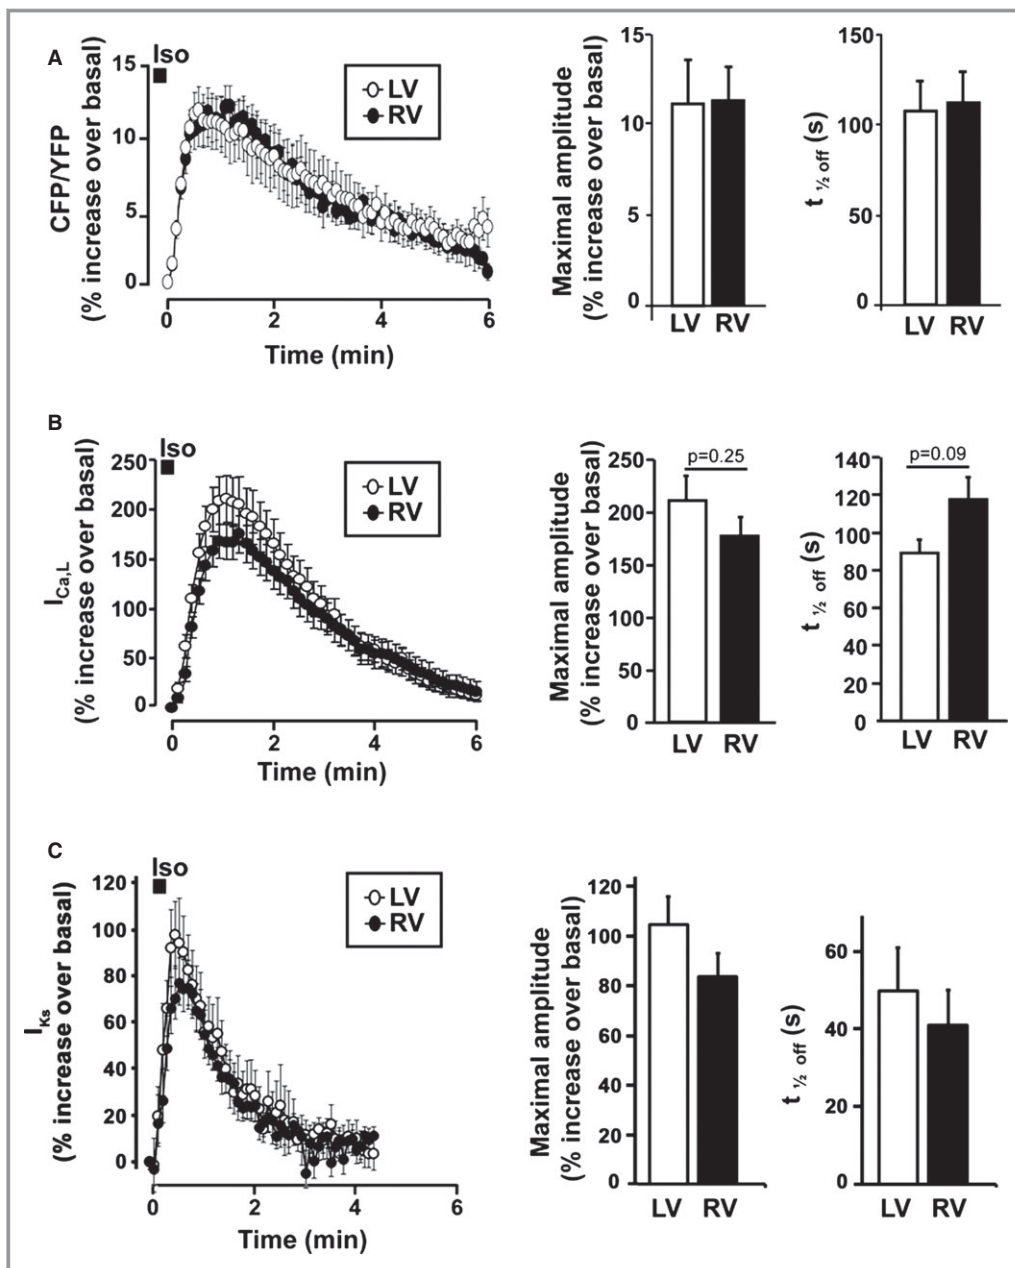 A
Iso
CFP/YFP
(% increase over basal)
15
10
5
0
LV
RV
0 2 4 6
Time (min)
Maximal amplitude
(% increase over basal)
15
10
5
0
LV RV
t ½ off (s)
150
100
50
0
LV RV
B
Iso
I Ca,L
(% increase over basal)
250
200
150
100
50
0
LV
RV
0 2 4 6
Time (min)
Maximal amplitude
(% increase over basal)
250
200
150
100
50
0
p=0.25
LV RV
t ½ off (s)
140
120
100
80
60
40
20
0
p=0.09
LV RV
C
Iso
I Ks
(% increase over basal)
120
100
80
60
40
20
0
LV
RV
0 2 4 6
Time (min)
Maximal amplitude
(% increase over basal)
120
100
80
60
40
20
0
LV RV
t ½ off (s)
60
40
20
0
LV RV